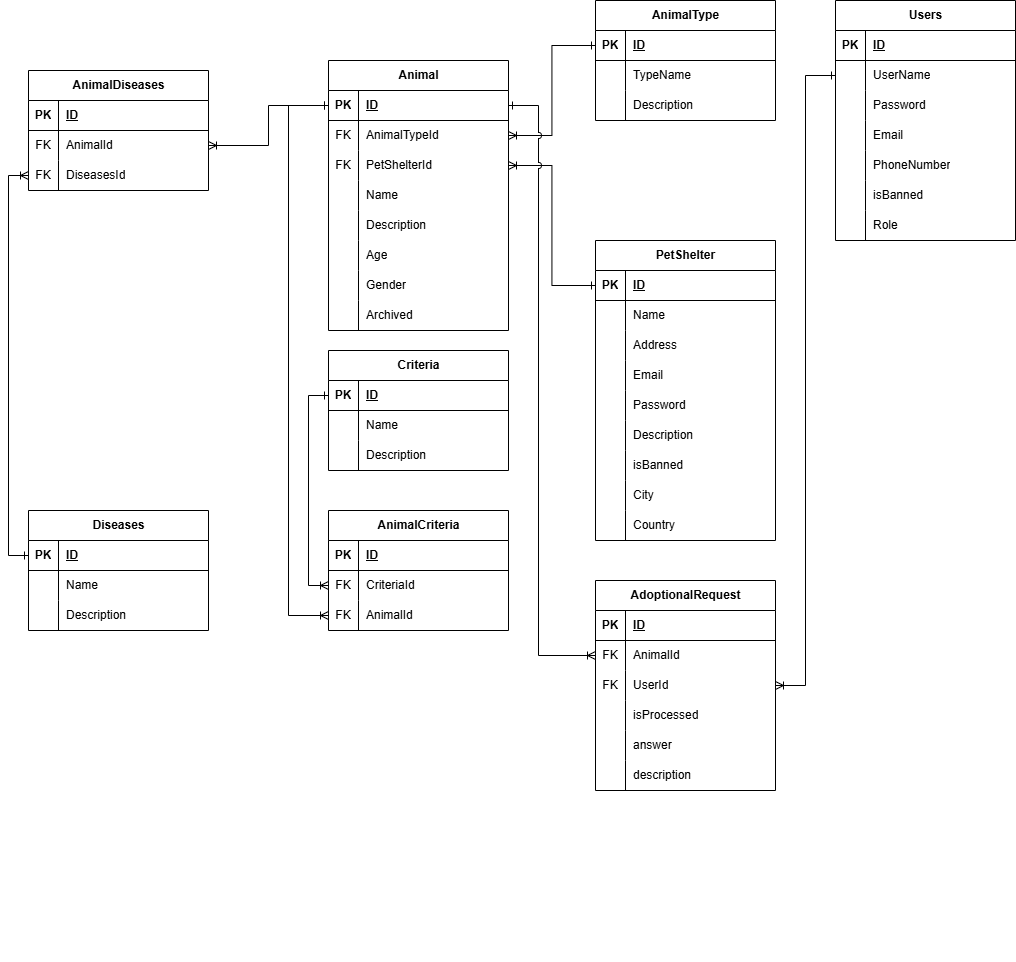 AnimalType
PK ID
TypeName
Description
Users
PK ID
UserName
Password
Email
PhoneNumber
isBanned
Role
AnimalDiseases
PK ID
FK AnimalId
FK DiseasesId
Animal
PK ID
FK AnimalTypeId
FK PetShelterId
Name
Description
Age
Gender
Archived
PetShelter
PK ID
Name
Address
Email
Password
Description
isBanned
City
Country
Criteria
PK ID
Name
Description
Diseases
PK ID
Name
Description
AnimalCriteria
PK ID
FK CriteriaId
FK AnimalId
AdoptionalRequest
PK ID
FK AnimalId
FK UserId
isProcessed
answer
description